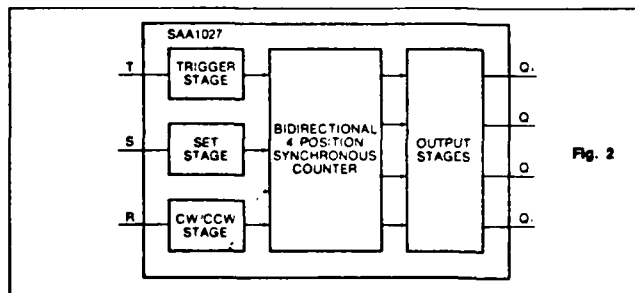 SAA1027
T
TRIGGER
STAGE
S
SET
STAGE
R
CW/CCW
STAGE
BIDIRECTIONAL
4 POSITION
SYNCHRONOUS
COUNTER
OUTPUT
STAGES
Q.
Q
Q
Q.
Fig. 2